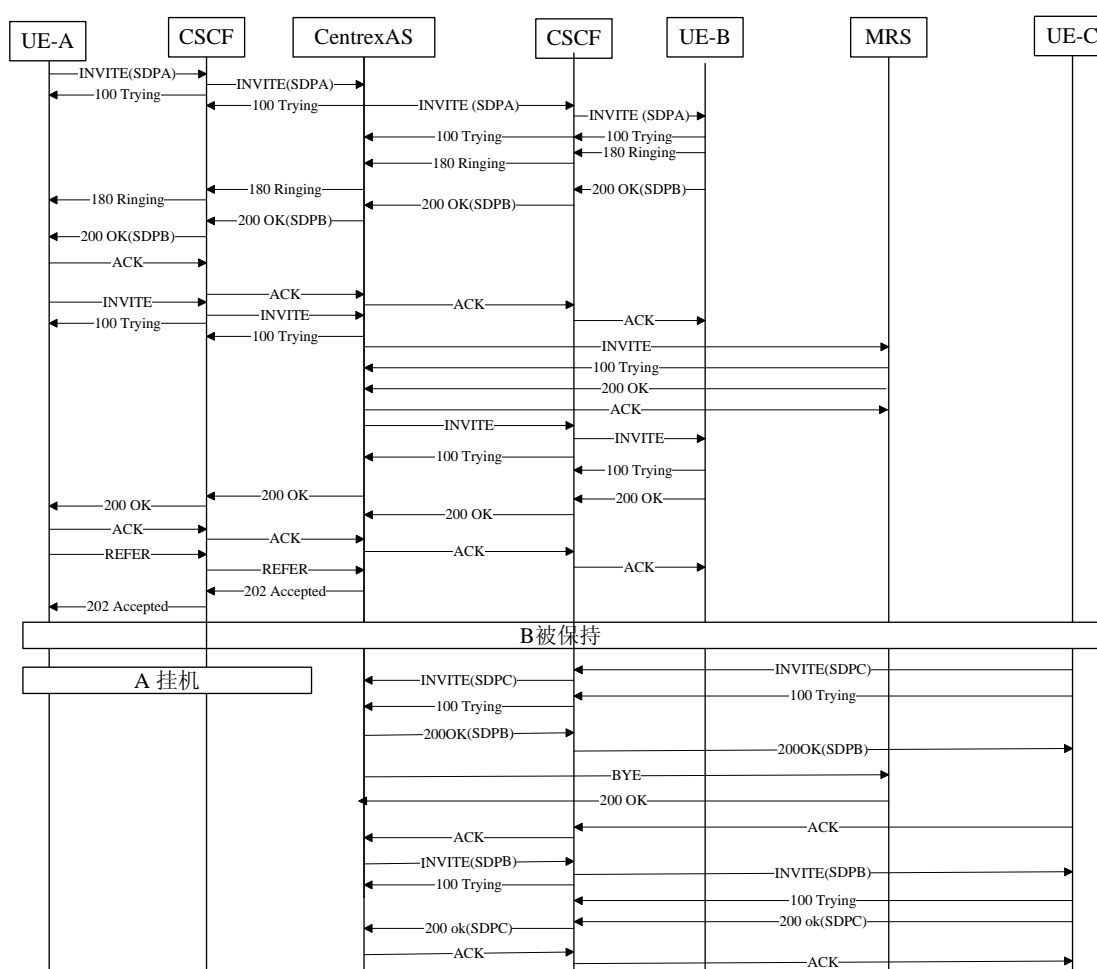 UE-A
CSCF
CentrexAS
CSCF
UE-B
MRS
UE-C
INVITE(SDPA)
INVITE(SDPA)
100 Trying
100 Trying
INVITE (SDPA)
INVITE (SDPA)
100 Trying
100 Trying
180 Ringing
180 Ringing
180 Ringing
200 OK(SDPB)
180 Ringing
200 OK(SDPB)
200 OK(SDPB)
200 OK(SDPB)
ACK
ACK
INVITE
ACK
INVITE
100 Trying
ACK
100 Trying
INVITE
100 Trying
200 OK
ACK
INVITE
INVITE
100 Trying
100 Trying
200 OK
200 OK
200 OK
200 OK
ACK
ACK
REFER
ACK
REFER
ACK
202 Accepted
202 Accepted
B被保持
A 挂机
INVITE(SDPC)
INVITE(SDPC)
100 Trying
100 Trying
200OK(SDPB)
200OK(SDPB)
BYE
200 OK
ACK
ACK
INVITE(SDPB)
INVITE(SDPB)
100 Trying
100 Trying
200 ok(SDPC)
200 ok(SDPC)
ACK
ACK